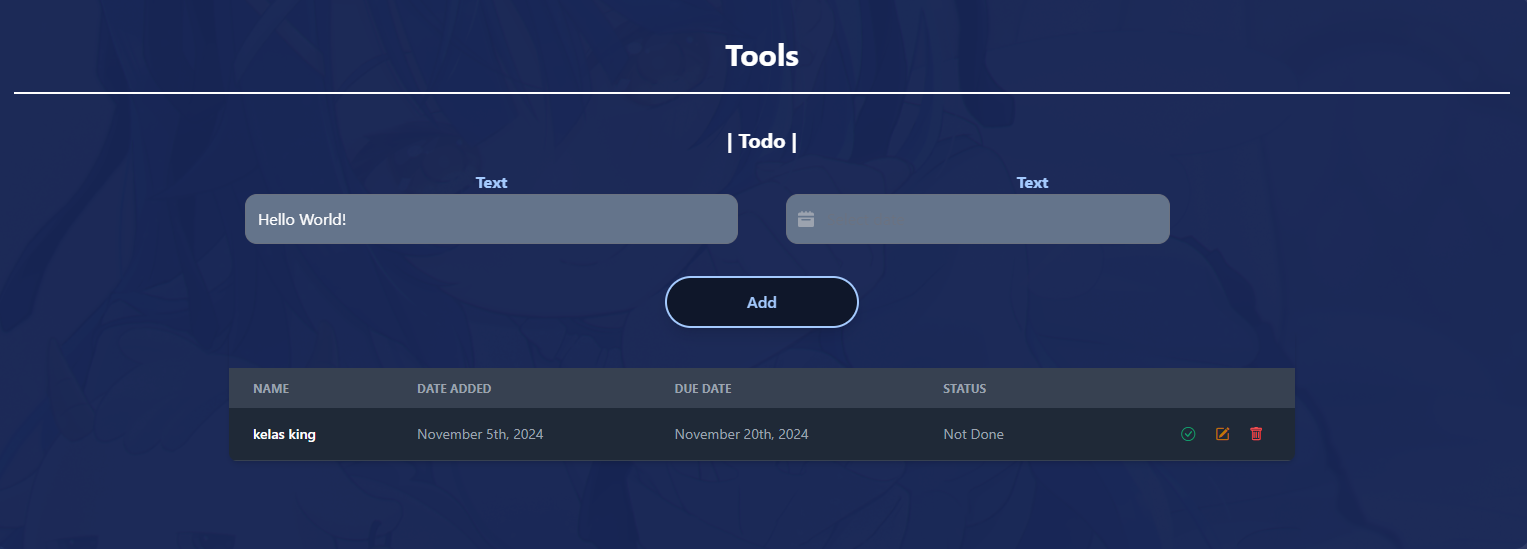 Tools
| Todo |
Text Text
Hello World!
Add
NAME DATE ADDED DUE DATE STATUS
kelas king November 5th, 2024 November 20th, 2024 Not Done